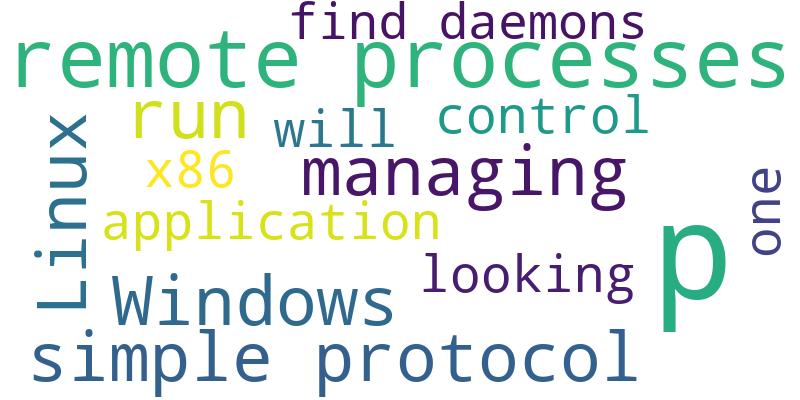 find daemons
remote processes
run
will
control
Linux
x86
managing
one
application
p
looking
Windows
simple protocol